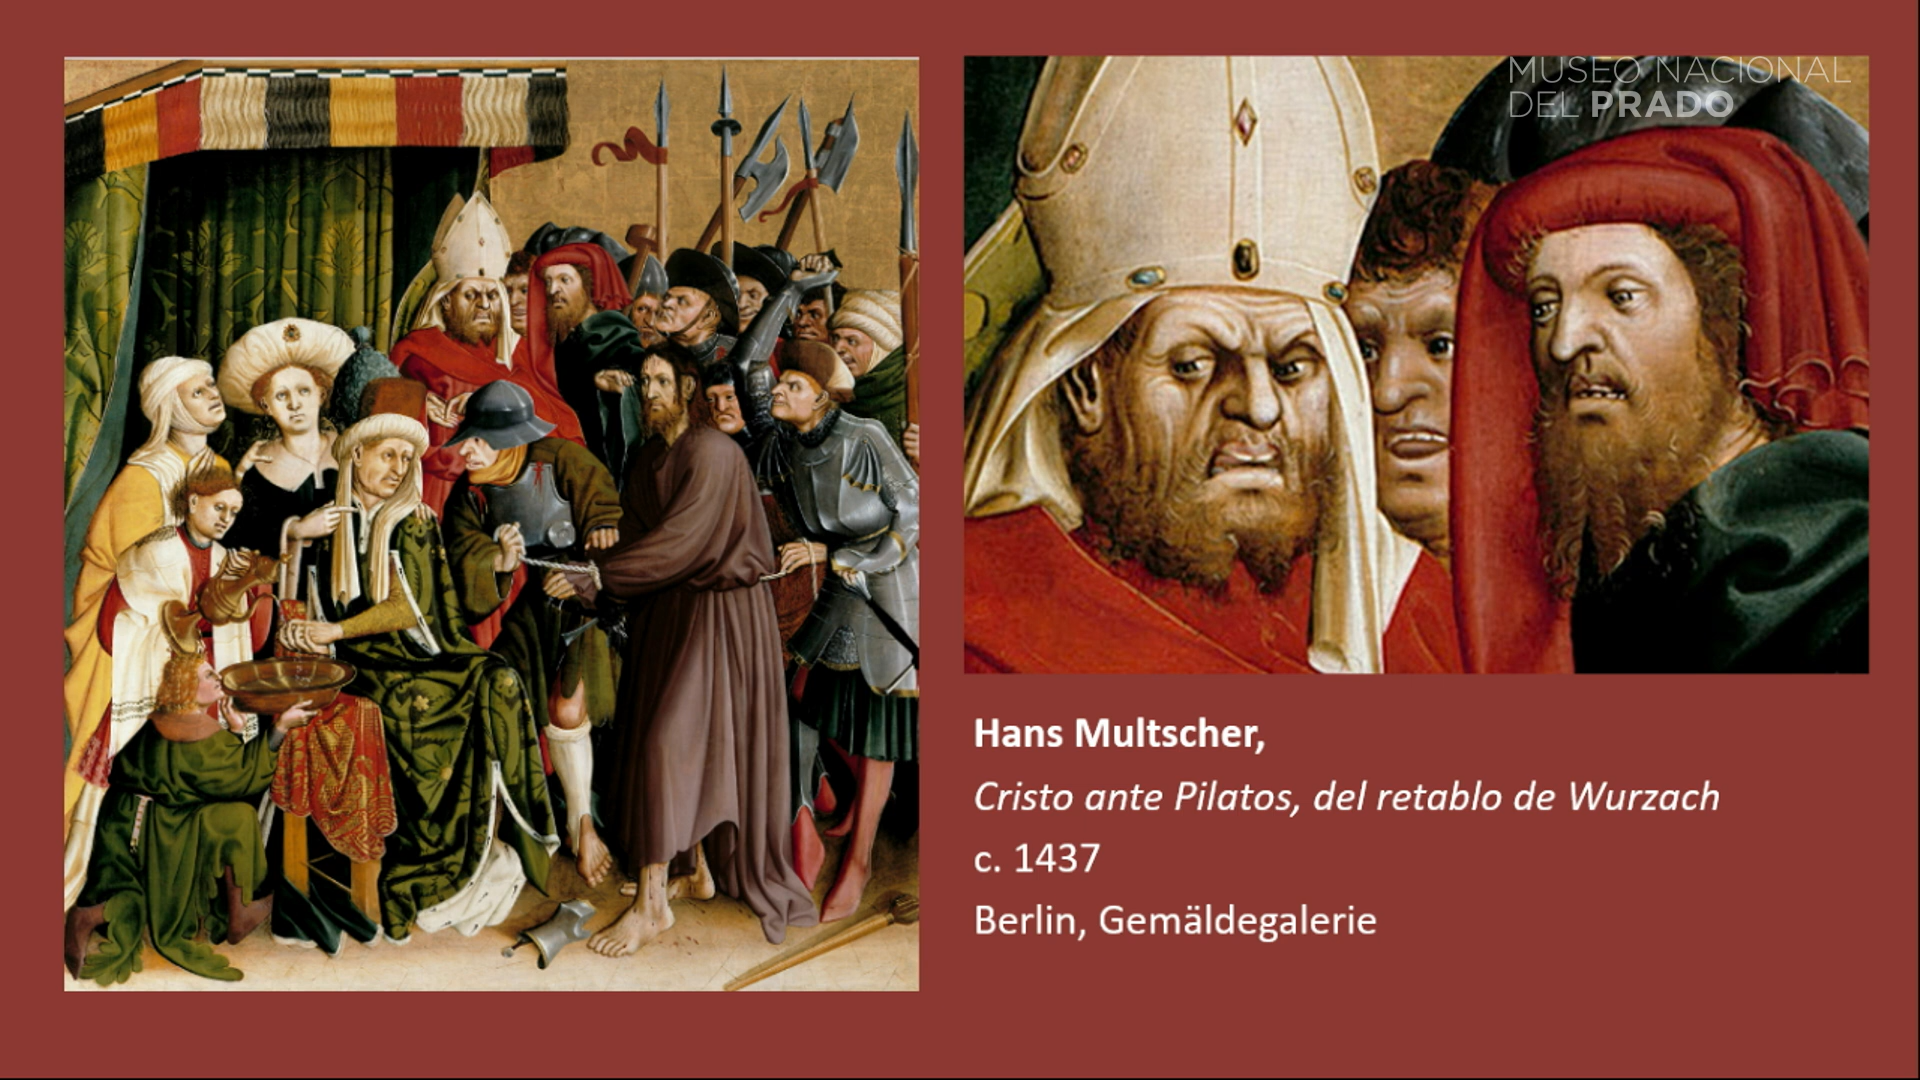 MUSEO NACIONAL
DEL PRADO
Hans Multscher,
Cristo ante Pilatos, del retablo de Wurzach
c. 1437
Berlin, Gemäldegalerie